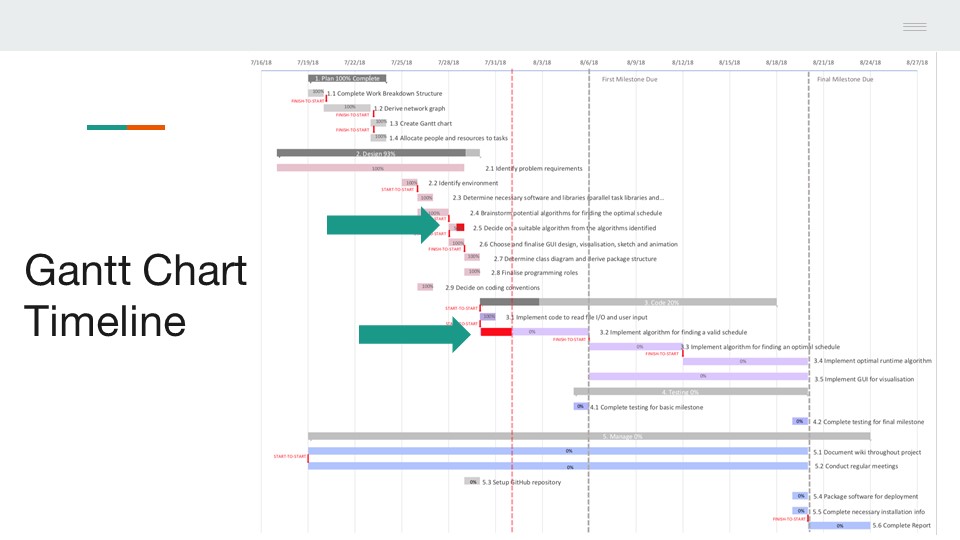 Gantt Chart
Timeline
7/16/18 7/19/18 7/22/18 7/25/18 7/28/18 7/31/18 8/3/18 8/6/18 8/9/18 8/12/18 8/15/18 8/18/18 8/21/18 8/24/18 8/27/18
1. Plan 100% Complete
First Milestone Due
Final Milestone Due
100% 1.1 Complete Work Breakdown Structure
FINISH-TO-START
100% 1.2 Derive network graph
FINISH-TO-START
100% 1.3 Create Gantt chart
FINISH-TO-START
100% 1.4 Allocate people and resources to tasks
2. Design 93%
100% 2.1 Identify problem requirements
100% 2.2 Identify environment
START-TO-START
100% 2.3 Determine necessary software and libraries (parallel task libraries and...
100% 2.4 Brainstorm potential algorithms for finding the optimal schedule
START
2.5 Decide on a suitable algorithm from the algorithms identified
START
100% 2.6 Choose and finalise GUI design, visualisation, sketch and animation
FINISH-TO-START
100% 2.7 Determine class diagram and derive package structure
100% 2.8 Finalise programming roles
100% 2.9 Decide on coding conventions
3. Code 20%
START-TO-START
100% 3.1 Implement code to read file I/O and user input
START
0% 3.2 Implement algorithm for finding a valid schedule
FINISH-TO-START
0% 3.3 Implement algorithm for finding an optimal schedule
FINISH-TO-START
0% 3.4 Implement optimal runtime algorithm
0% 3.5 Implement GUI for visualisation
4. Testing 0%
0% 4.1 Complete testing for basic milestone
0% 4.2 Complete testing for final milestone
5. Manage 0%
0% 5.1 Document wiki throughout project
START-TO-START
0% 5.2 Conduct regular meetings
0% 5.3 Setup GitHub repository
0% 5.4 Package software for deployment
0% 5.5 Complete necessary installation info
FINISH-TO-START
0% 5.6 Complete Report